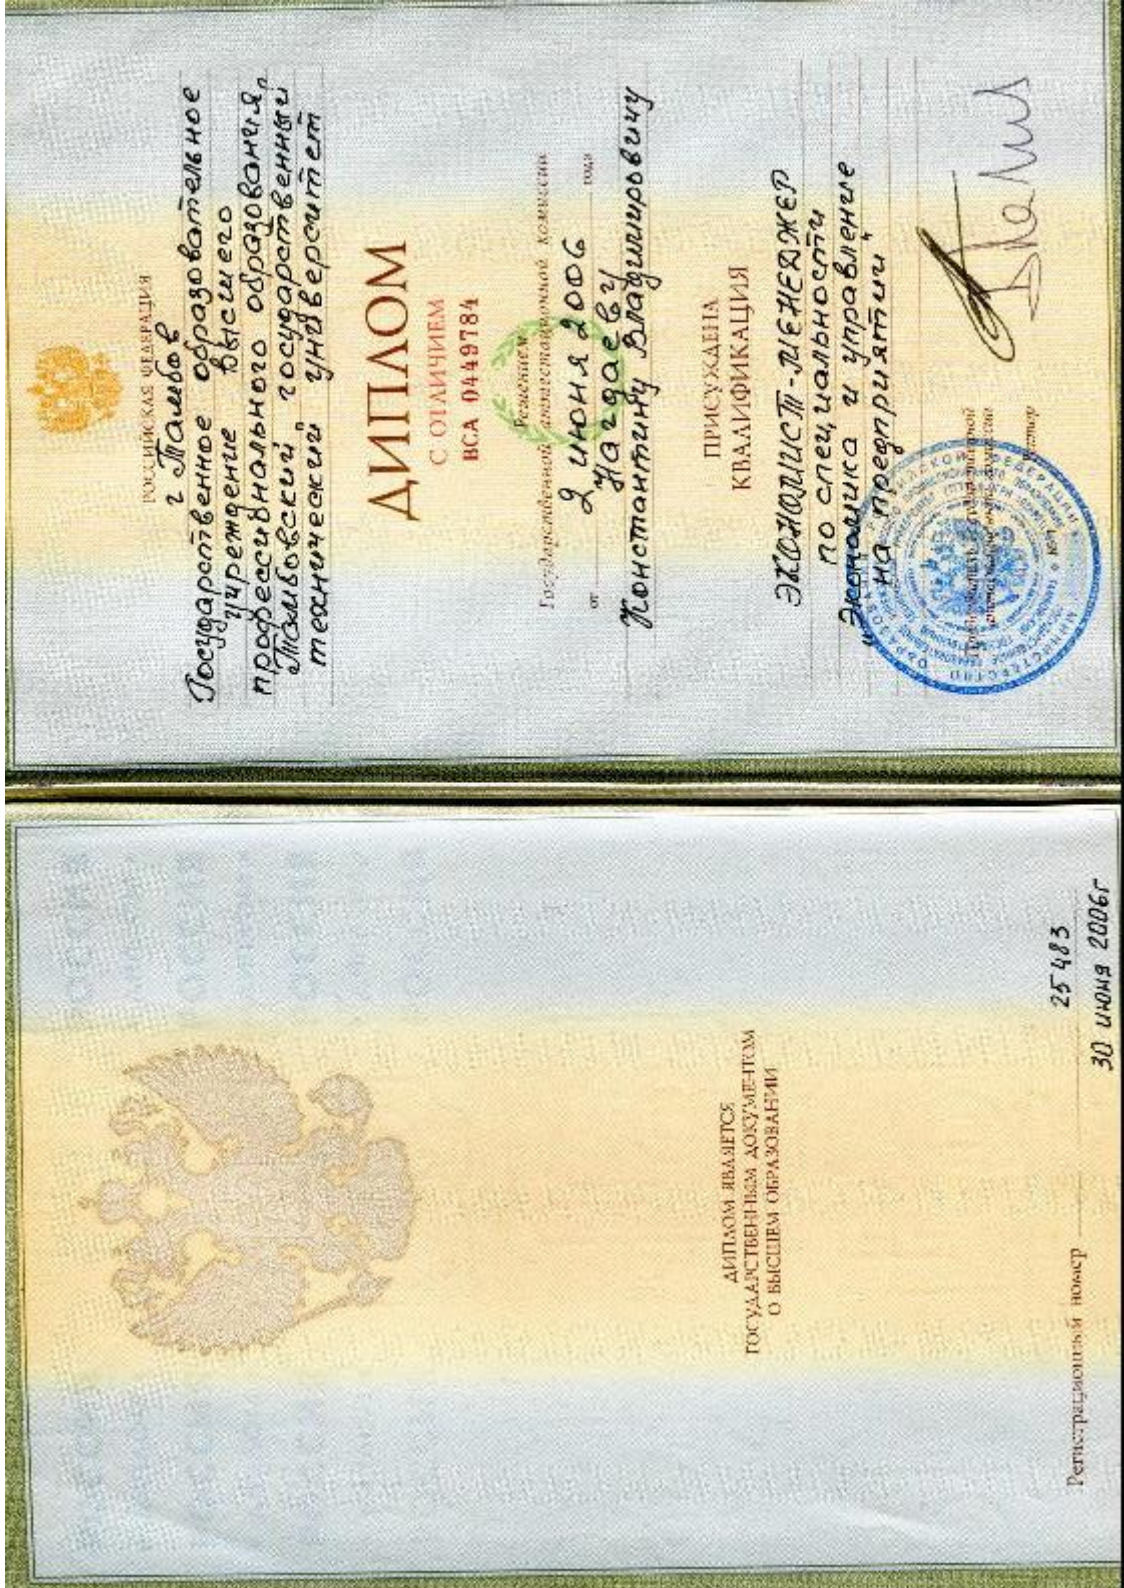 ДИПЛОМ ЯВЛЯЕТСЯ
ГОСУДАРСТВЕННЫМ ДОКУМЕНТОМ
О ВЫСШЕМ ОБРАЗОВАНИИ
Регистрационный номер 25483
30 июня 2006г
РОССИЙСКАЯ ФЕДЕРАЦИЯ
г Тамбов
Государственное образовательное
учреждение высшего
профессионального образования
"Тамбовский государственный
технический" университет
ДИПЛОМ
С ОТЛИЧИЕМ
ВСА 0449784
Решением
Государственной аттестационной комиссии
от 2 июня 2006 года
Нагаеву
Константину Владимировичу
ПРИСУЖДЕНА
КВАЛИФИКАЦИЯ
ЭКОНОМИСТ-МЕНЕДЖЕР
по специальности
"Экономика и управление
на предприятии"